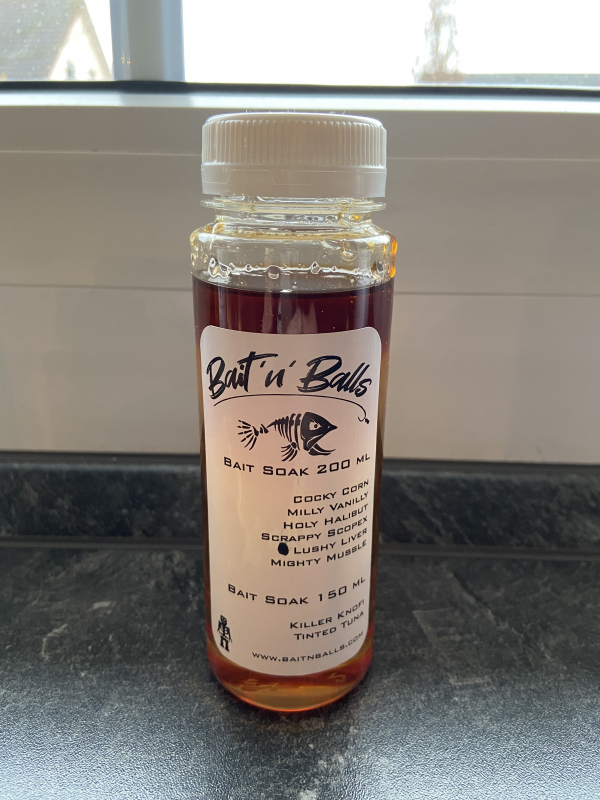 Bait 'n' Balls
BAIT SOAK 200 ML
COCKY CORN
MILLY VANILLY
HOLY HALIBUT
SCRAPPY SCOPEX
LUSHY LIVER
MIGHTY MUSSLE
BAIT SOAK 150 ML
KILLER KNOFI
TINTED TUNA
WWW.BAITNBALLS.COM